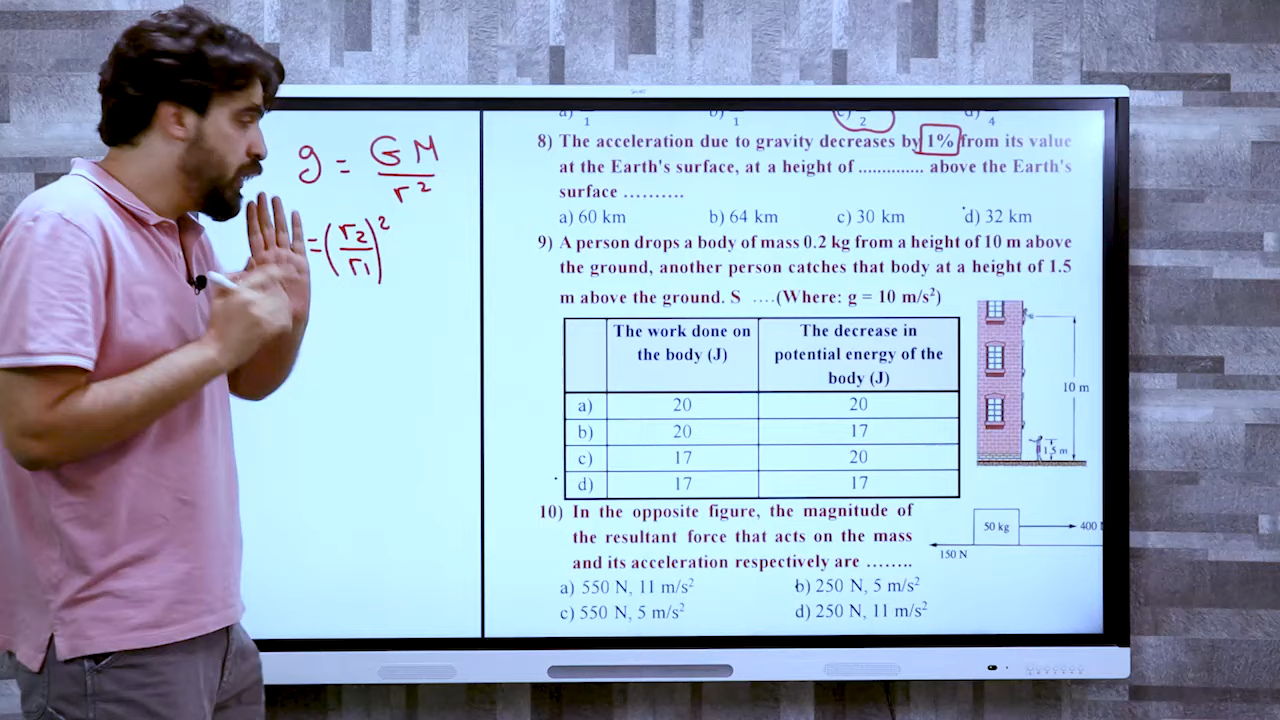 g = G M / r²
= (r₂ / r₁)²
a) 1 b) 1 c) 2 d) 4
8) The acceleration due to gravity decreases by 1% from its value
at the Earth's surface, at a height of .............. above the Earth's
surface ..........
a) 60 km b) 64 km c) 30 km d) 32 km
9) A person drops a body of mass 0.2 kg from a height of 10 m above
the ground, another person catches that body at a height of 1.5
m above the ground. S ....(Where: g = 10 m/s²)
The work done on The decrease in
the body (J) potential energy of the
body (J)
a) 20 20
b) 20 17
c) 17 20
d) 17 17
10 m
1.5 m
10) In the opposite figure, the magnitude of
the resultant force that acts on the mass
and its acceleration respectively are ........
a) 550 N, 11 m/s² b) 250 N, 5 m/s²
c) 550 N, 5 m/s² d) 250 N, 11 m/s²
50 kg 400
150 N